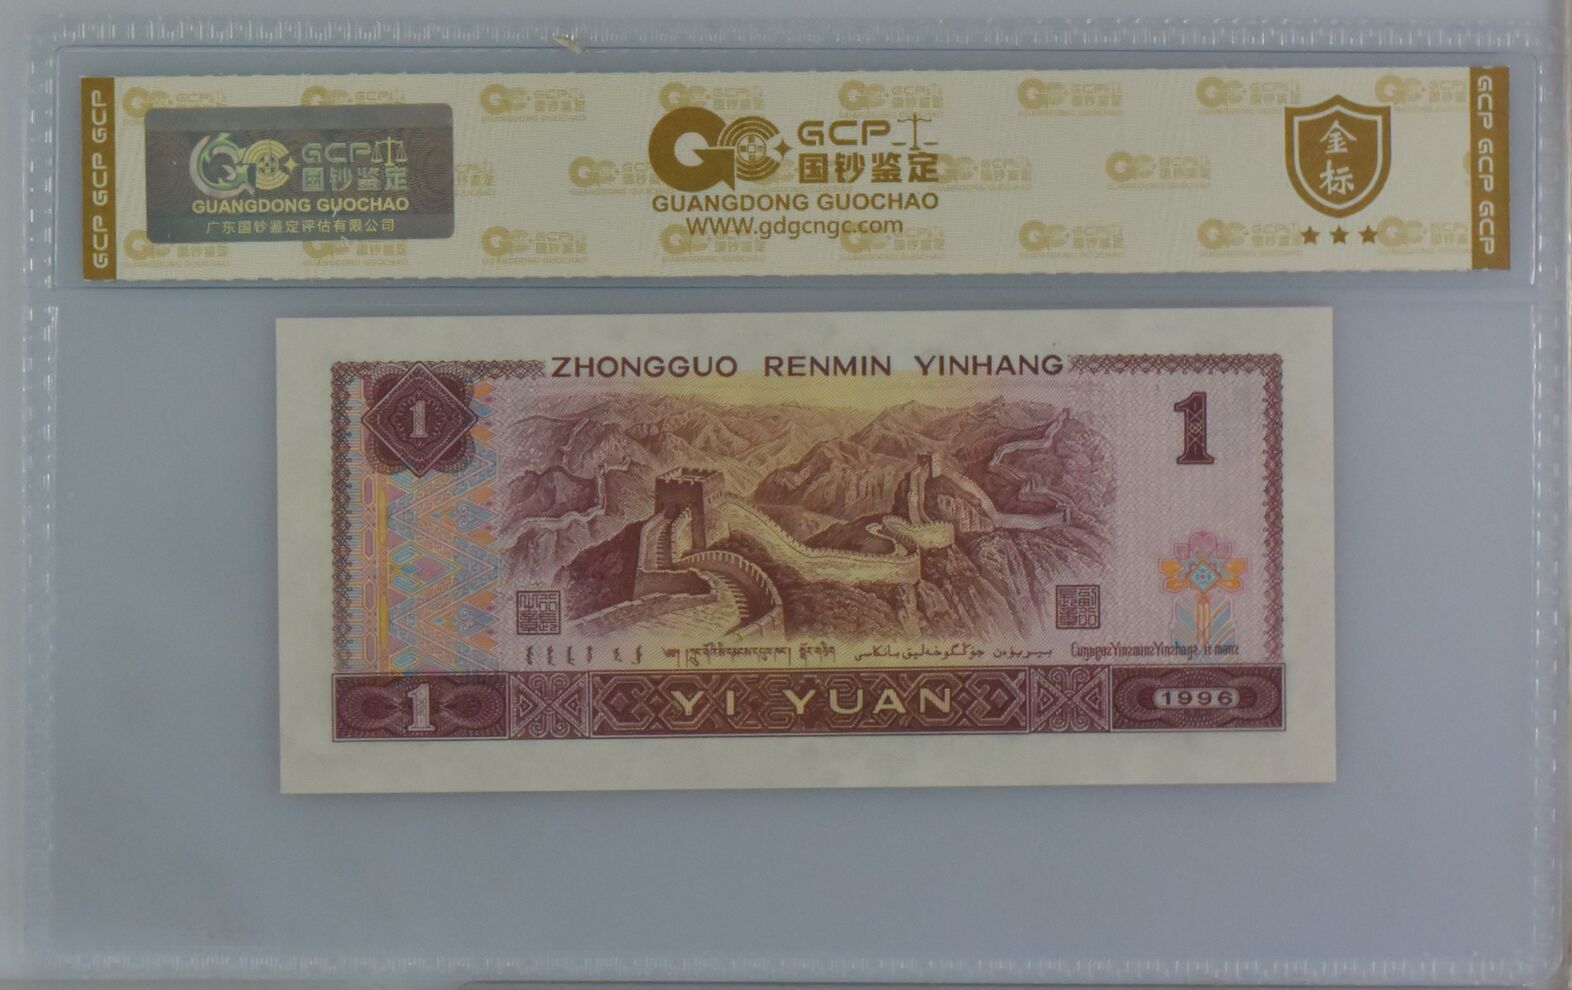 GCP GCP GCP
GCP
国钞鉴定
GUANGDONG GUOCHAO
广东国钞鉴定评估有限公司
GCP
国钞鉴定
GUANGDONG GUOCHAO
WWW.gdgcngc.com
金标
GCP GCP GCP
ZHONGGUO RENMIN YINHANG
1
1
1
YI YUAN
1996